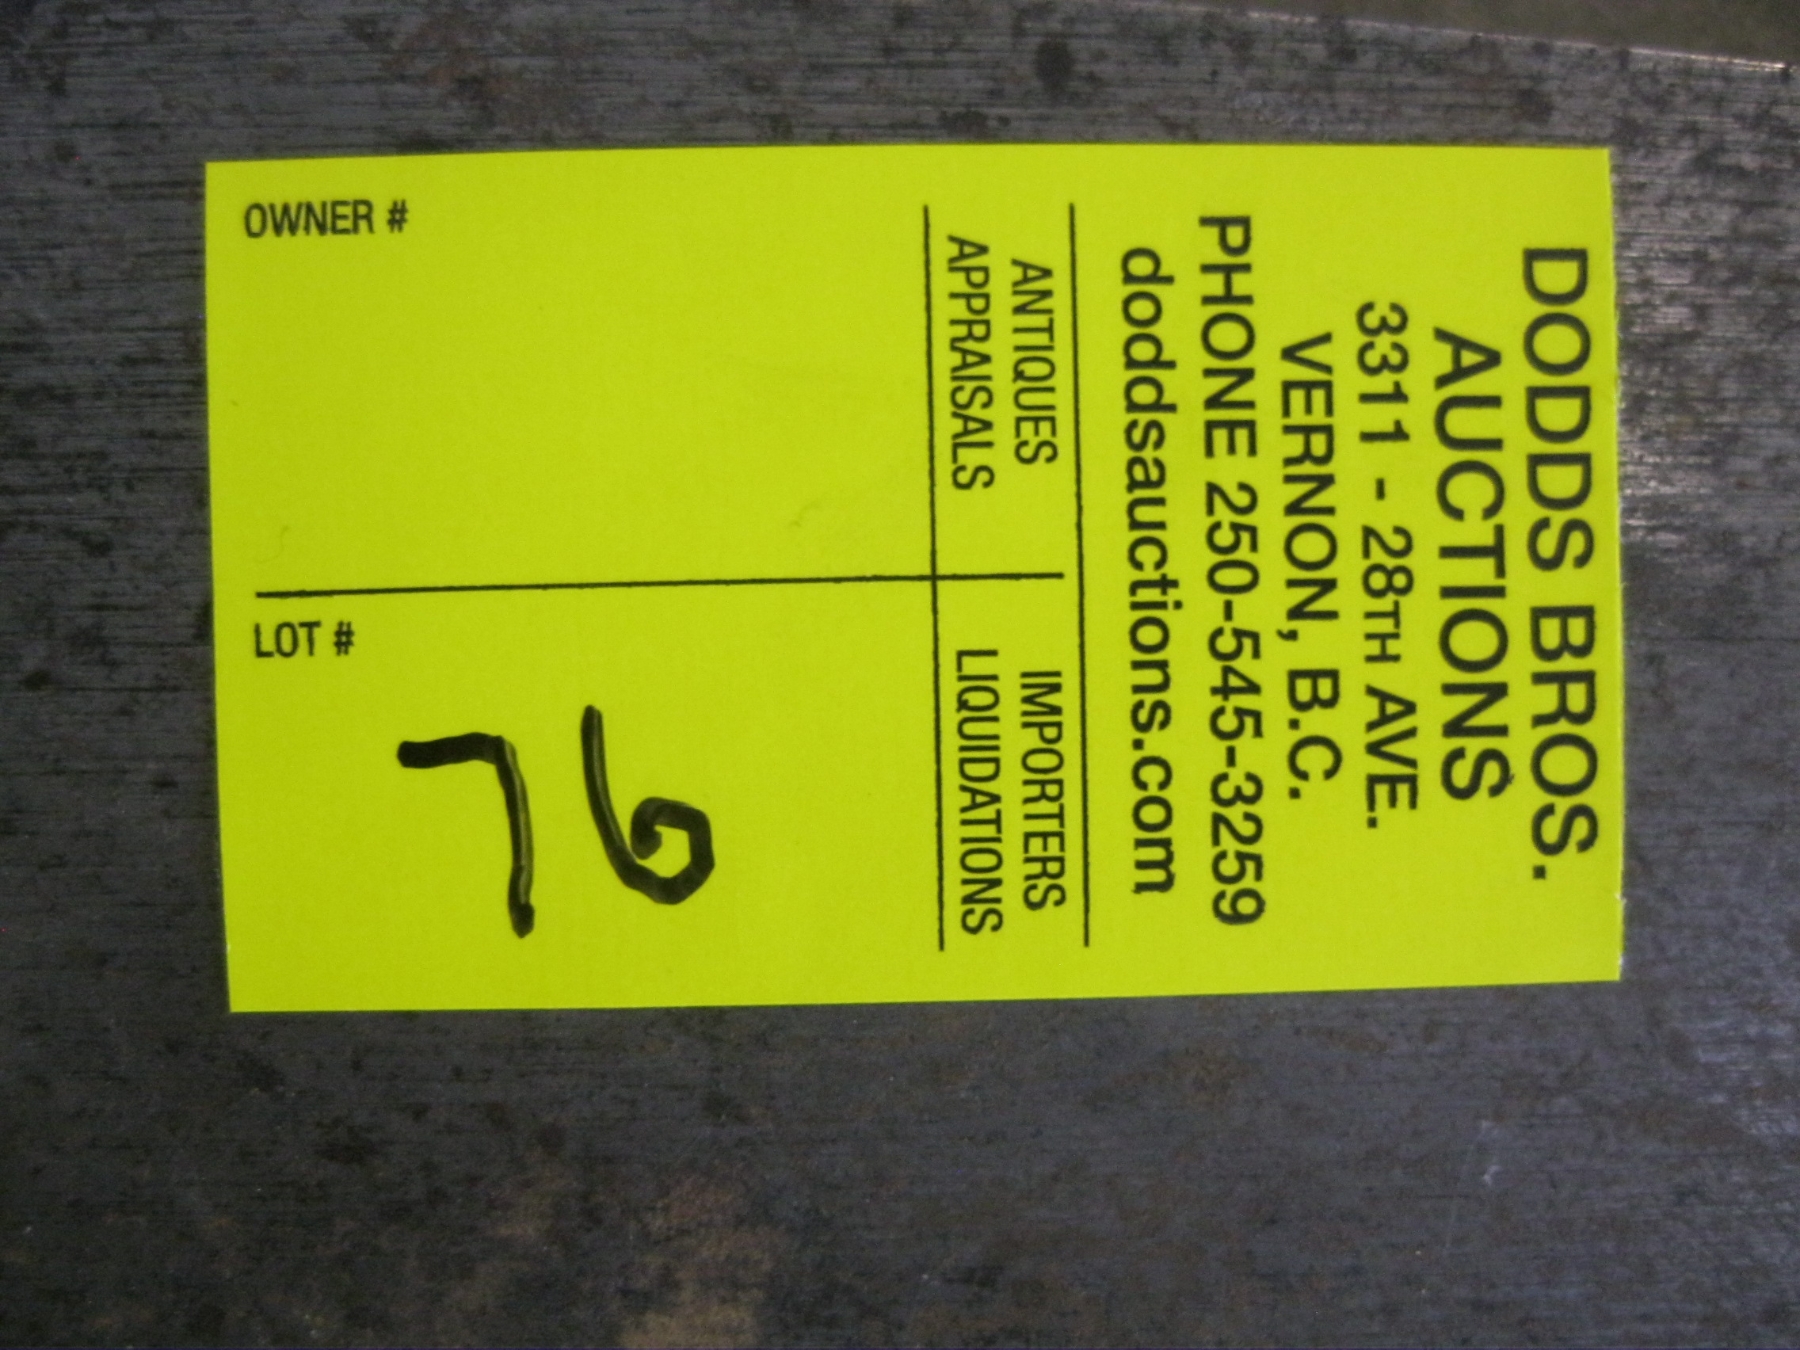 DODDS BROS.
AUCTIONS
3311 - 28TH AVE.
VERNON, B.C.
PHONE 250-545-3259
doddsauctions.com
ANTIQUES
APPRAISALS
IMPORTERS
LIQUIDATIONS
OWNER #
LOT #
76